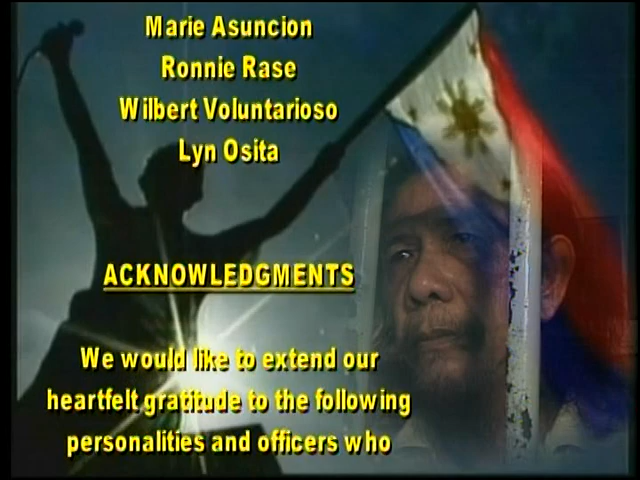 Marie Asuncion
Ronnie Rase
Wilbert Voluntarioso
Lyn Osita
ACKNOWLEDGMENTS
We would like to extend our
heartfelt gratitude to the following
personalities and officers who